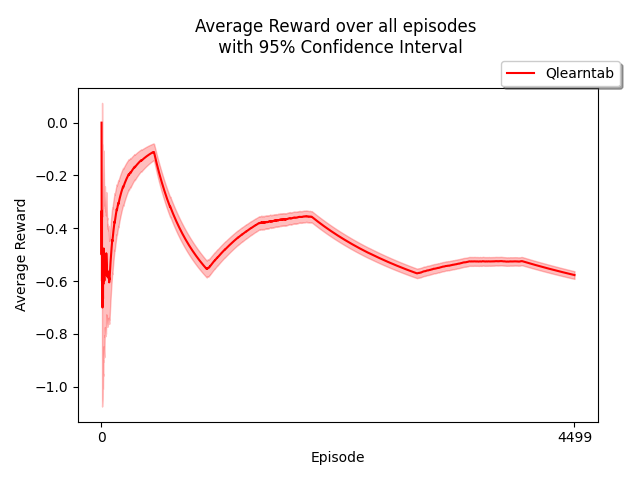 Average Reward over all episodes
with 95% Confidence Interval
Qlearntab
0.0
−0.2
−0.4
−0.6
−0.8
−1.0
Average Reward
0
4499
Episode